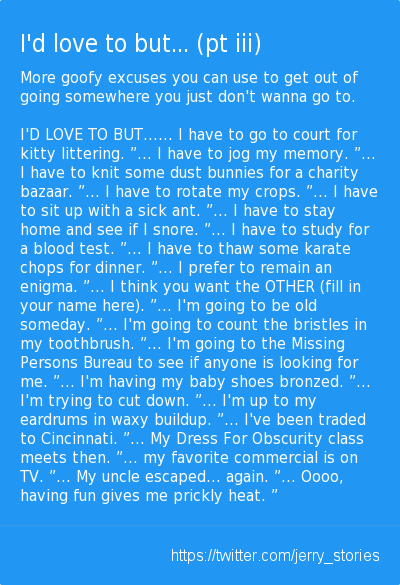 I'd love to but... (pt iii)
More goofy excuses you can use to get out of
going somewhere you just don't wanna go to.
I'D LOVE TO BUT...... I have to go to court for
kitty littering. ”... I have to jog my memory. ”...
I have to knit some dust bunnies for a charity
bazaar. ”... I have to rotate my crops. ”... I have
to sit up with a sick ant. ”... I have to stay
home and see if I snore. ”... I have to study for
a blood test. ”... I have to thaw some karate
chops for dinner. ”... I prefer to remain an
enigma. ”... I think you want the OTHER (fill in
your name here). ”... I'm going to be old
someday. ”... I'm going to count the bristles in
my toothbrush. ”... I'm going to the Missing
Persons Bureau to see if anyone is looking for
me. ”... I'm having my baby shoes bronzed. ”...
I'm trying to cut down. ”... I'm up to my
eardrums in waxy buildup. ”... I've been traded
to Cincinnati. ”... My Dress For Obscurity class
meets then. ”... my favorite commercial is on
TV. ”... My uncle escaped... again. ”... Oooo,
having fun gives me prickly heat. ”
https://twitter.com/jerry_stories